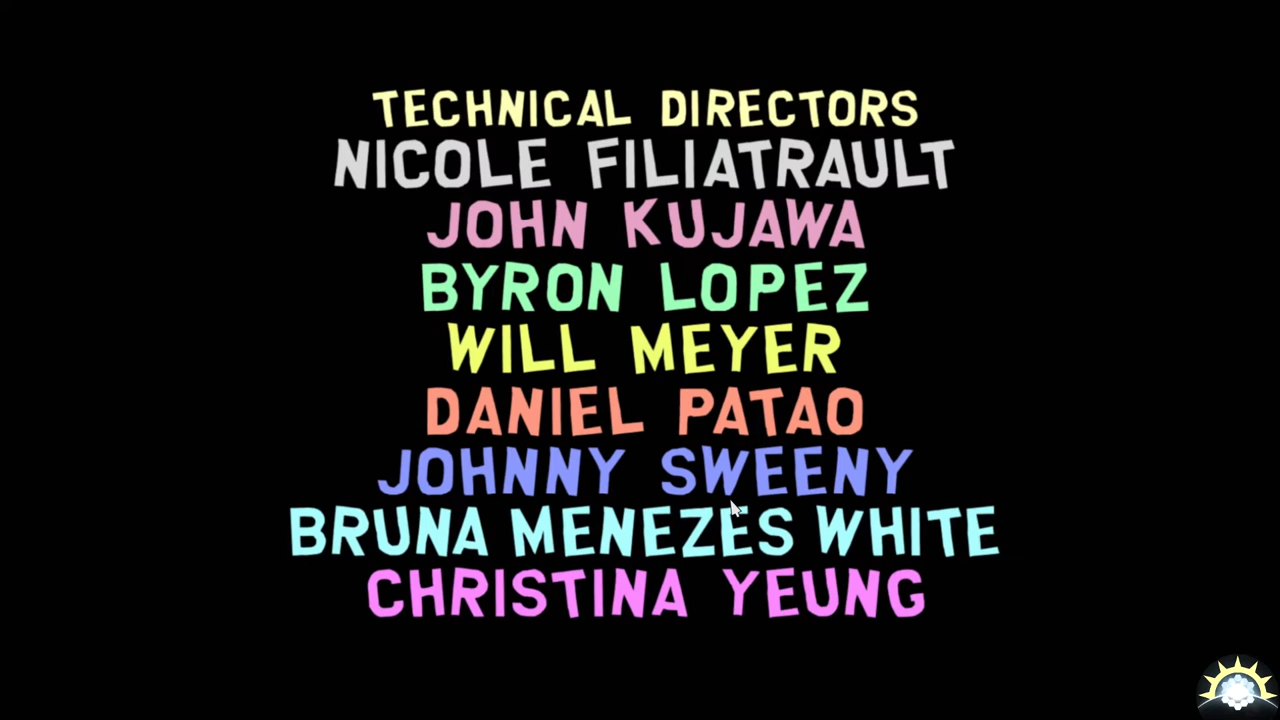 TECHNICAL DIRECTORS
NICOLE FILIATRAULT
JOHN KUJAWA
BYRON LOPEZ
WILL MEYER
DANIEL PATAO
JOHNNY SWEENY
BRUNA MENEZES WHITE
CHRISTINA YEUNG